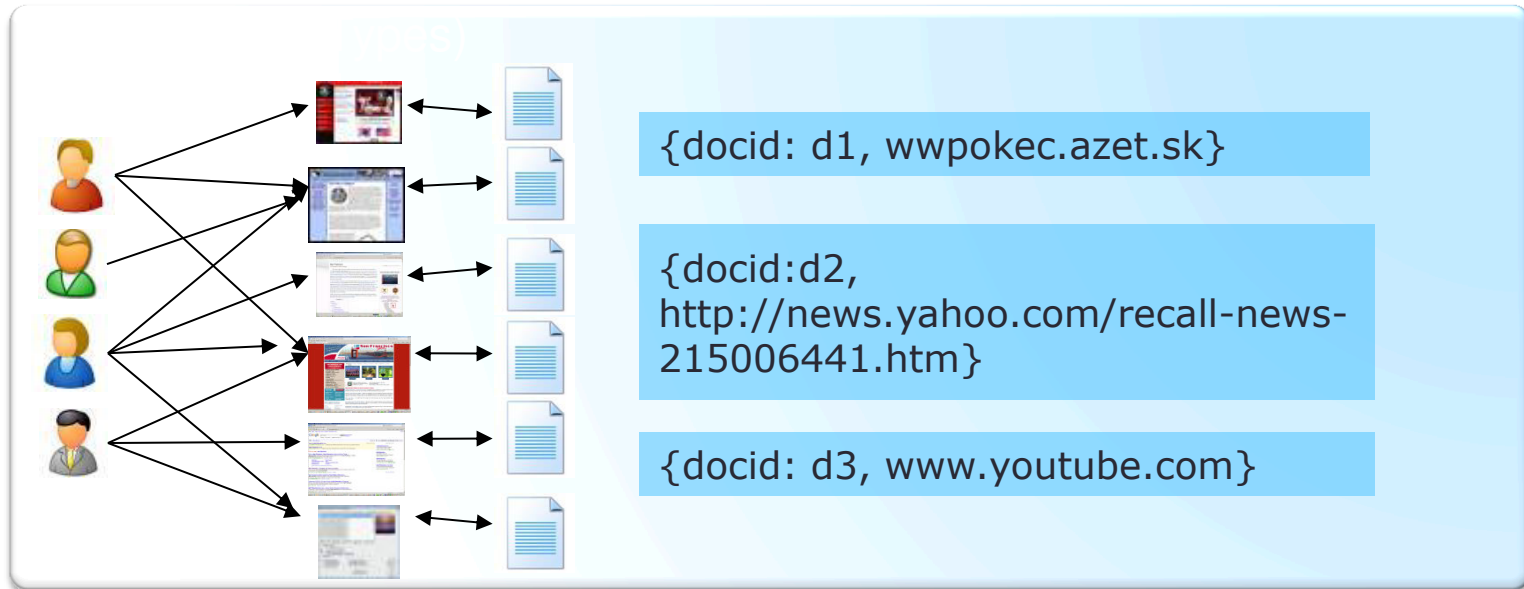 {docid: d1, wwpokec.azet.sk}
{docid:d2,
http://news.yahoo.com/recall-news-
215006441.htm}
{docid: d3, www.youtube.com}